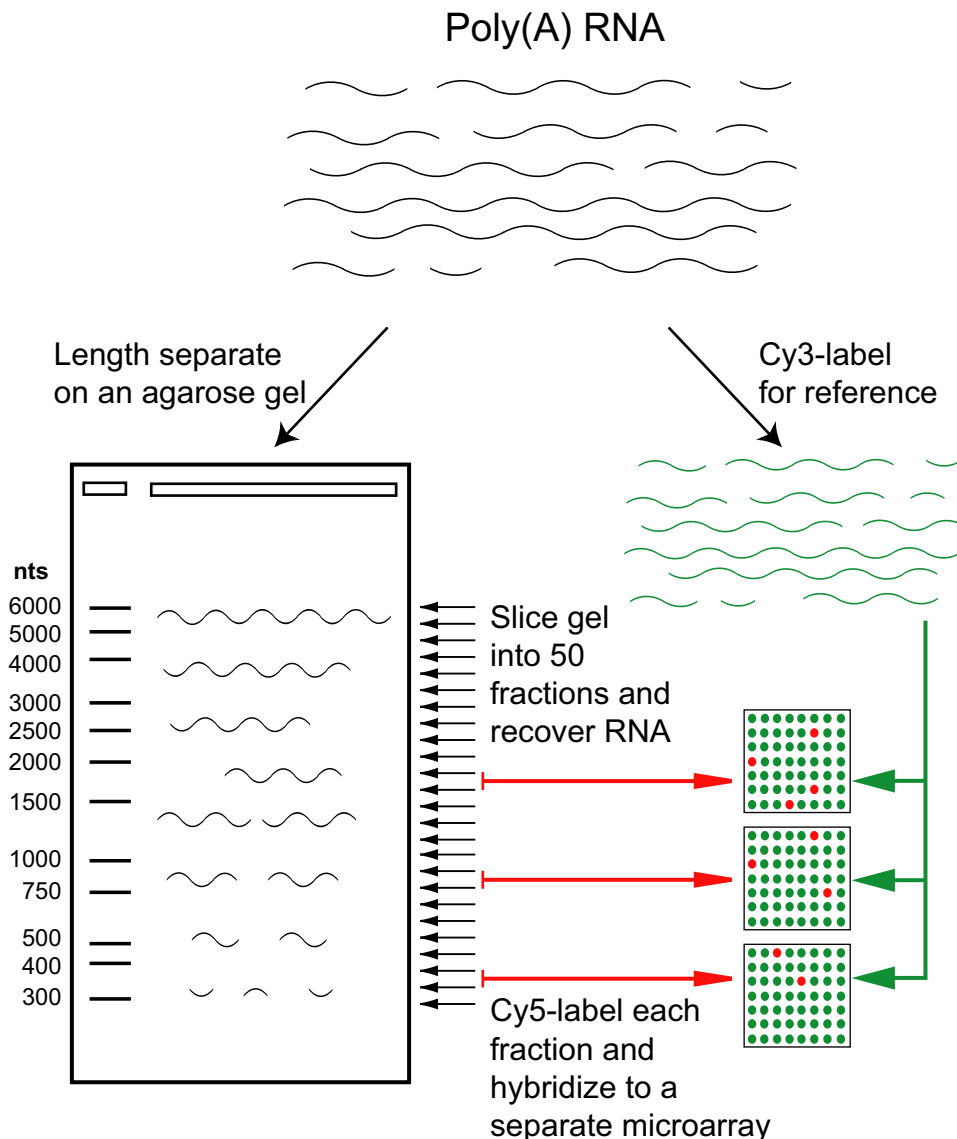 Poly(A) RNA
Length separate
on an agarose gel
Cy3-label
for reference
nts
6000
5000
4000
3000
2500
2000
1500
1000
750
500
400
300
Slice gel
into 50
fractions and
recover RNA
Cy5-label each
fraction and
hybridize to a
separate microarray